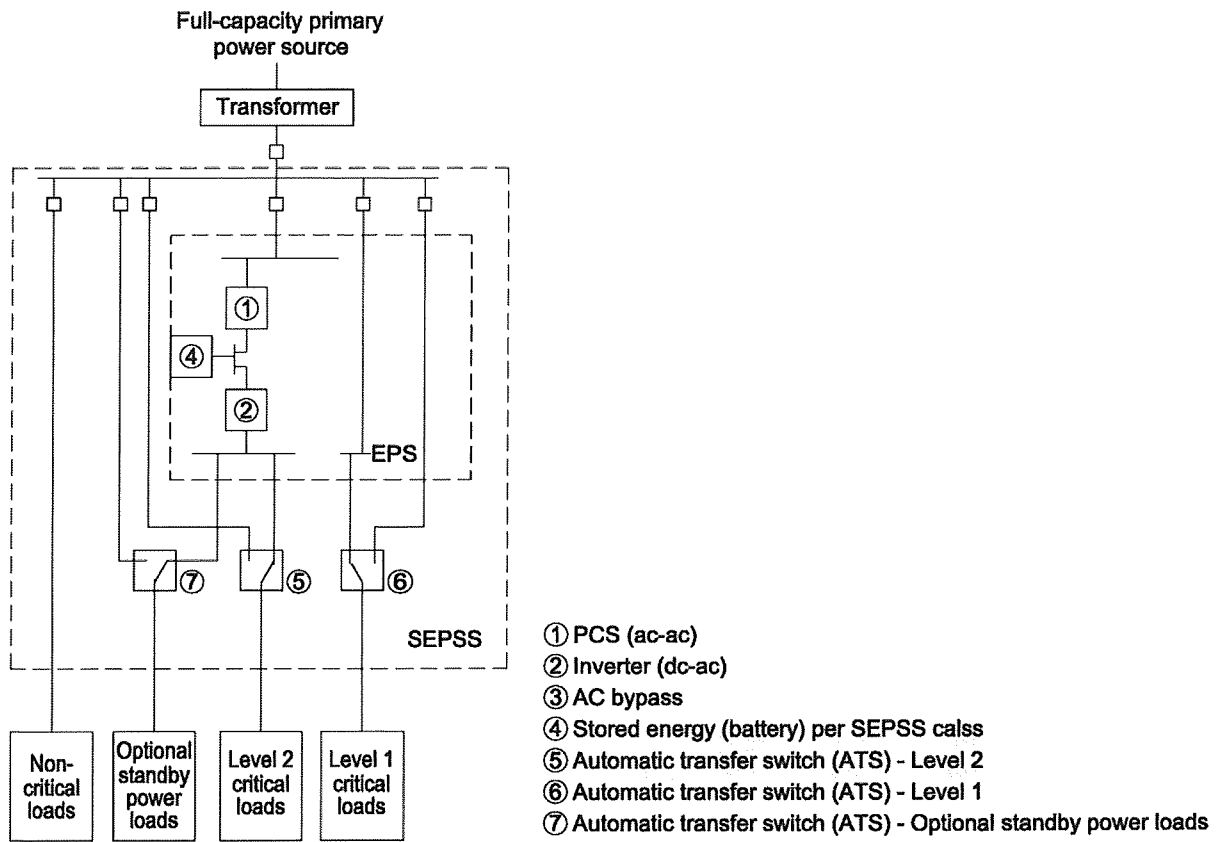 Full-capacity primary
power source
Transformer
①
④
②
EPS
⑦
⑤
⑥
SEPSS
Non-
critical
loads
Optional
standby
power
loads
Level 2
critical
loads
Level 1
critical
loads
① PCS (ac-ac)
② Inverter (dc-ac)
③ AC bypass
④ Stored energy (battery) per SEPSS calss
⑤ Automatic transfer switch (ATS) - Level 2
⑥ Automatic transfer switch (ATS) - Level 1
⑦ Automatic transfer switch (ATS) - Optional standby power loads